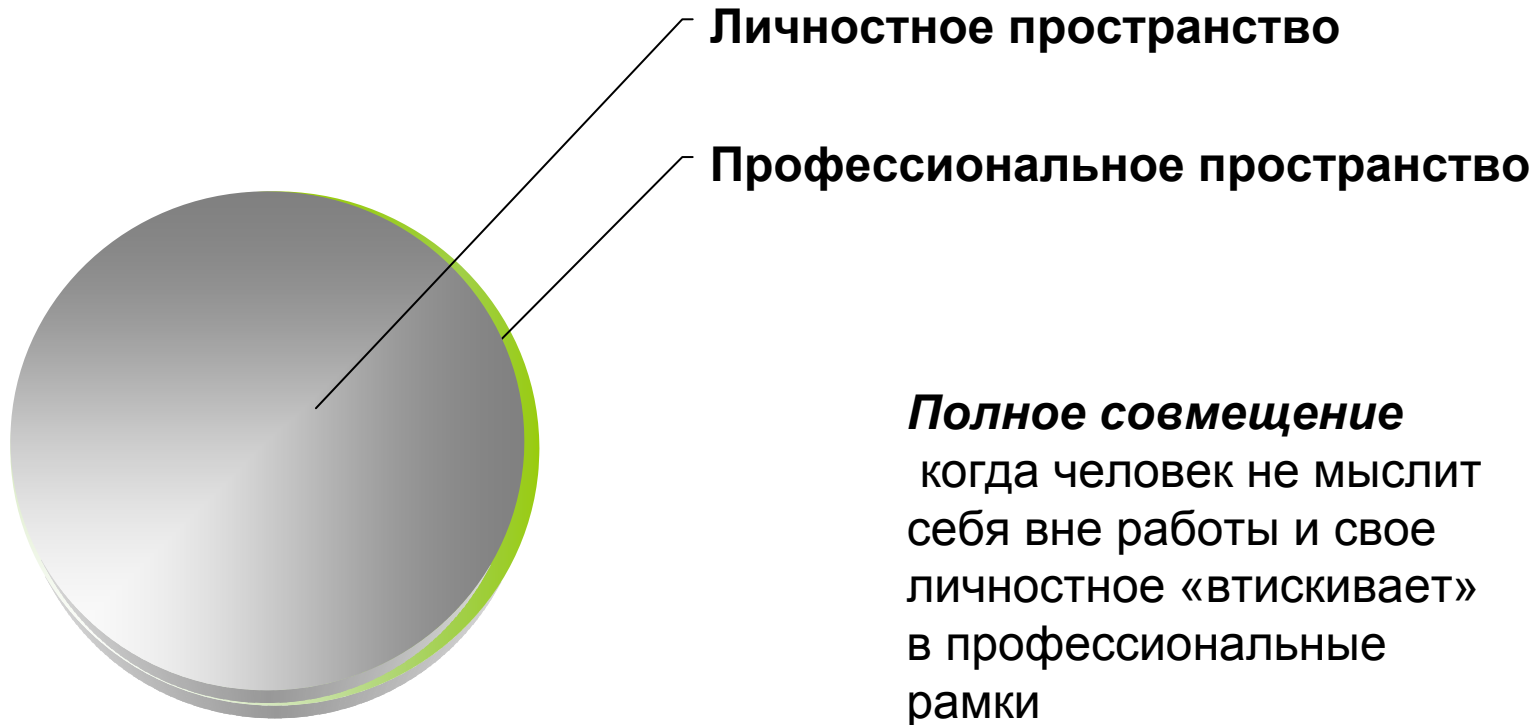 Личностное пространство
Профессиональное пространство
Полное совмещение
когда человек не мыслит
себя вне работы и свое
личностное «втискивает»
в профессиональные
рамки